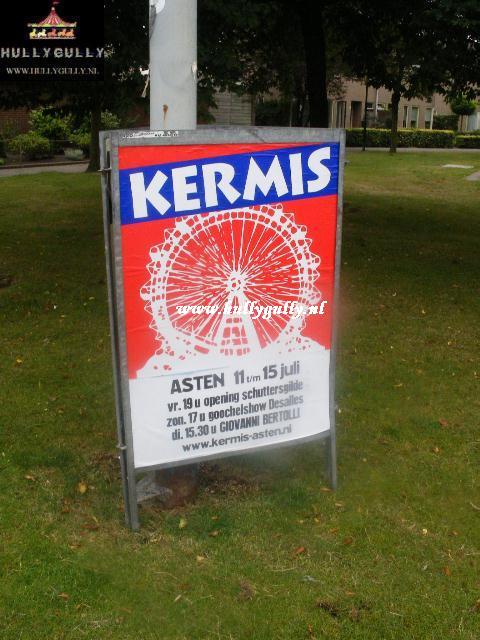 HULLYGULLY
WWW.HULLYGULLY.NL
KERMIS
www.hullygully.nl
ASTEN 11 t/m 15 juli
vr. 19 u opening schuttersgilde
zon. 17 u goochelshow Desailes
di. 15.30 u GIOVANNI BERTOLLI
www.kermis-asten.nl